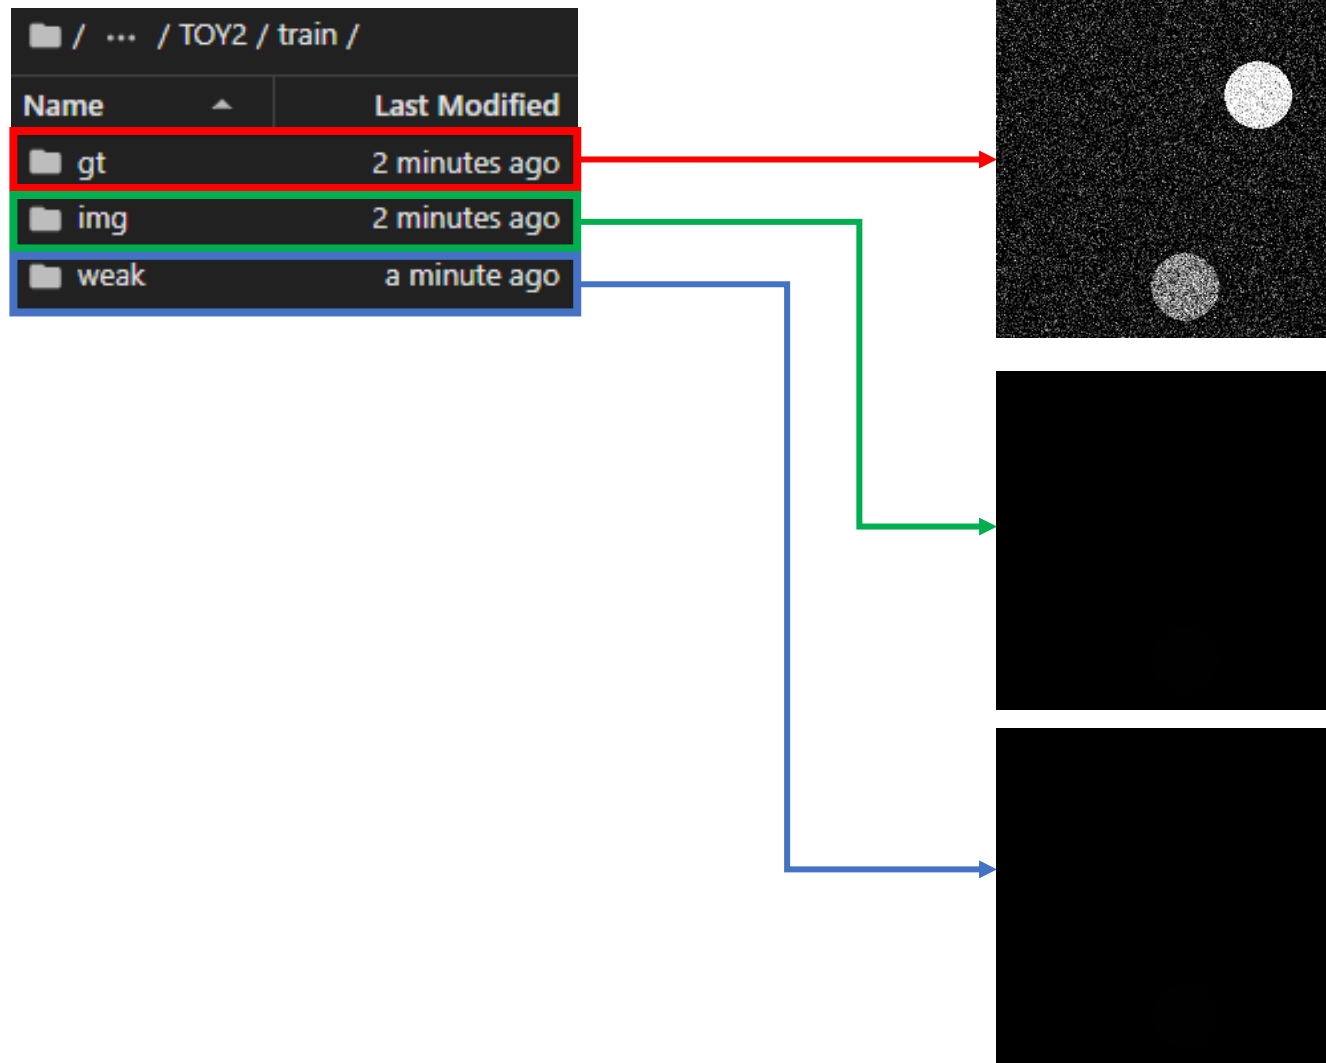 / ··· / TOY2 / train /
Name Last Modified
gt 2 minutes ago
img 2 minutes ago
weak a minute ago